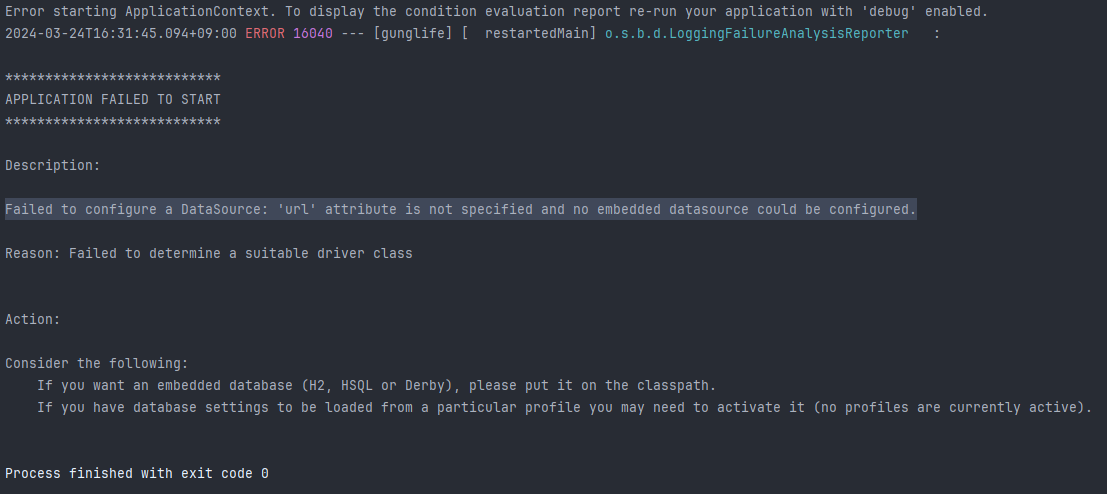 Error starting ApplicationContext. To display the condition evaluation report re-run your application with 'debug' enabled.
2024-03-24T16:31:45.094+09:00 ERROR 16040 --- [gunglife] [  restartedMain] o.s.b.d.LoggingFailureAnalysisReporter   :
***************************
APPLICATION FAILED TO START
***************************
Description:
Failed to configure a DataSource: 'url' attribute is not specified and no embedded datasource could be configured.
Reason: Failed to determine a suitable driver class
Action:
Consider the following:
    If you want an embedded database (H2, HSQL or Derby), please put it on the classpath.
    If you have database settings to be loaded from a particular profile you may need to activate it (no profiles are currently active).
Process finished with exit code 0